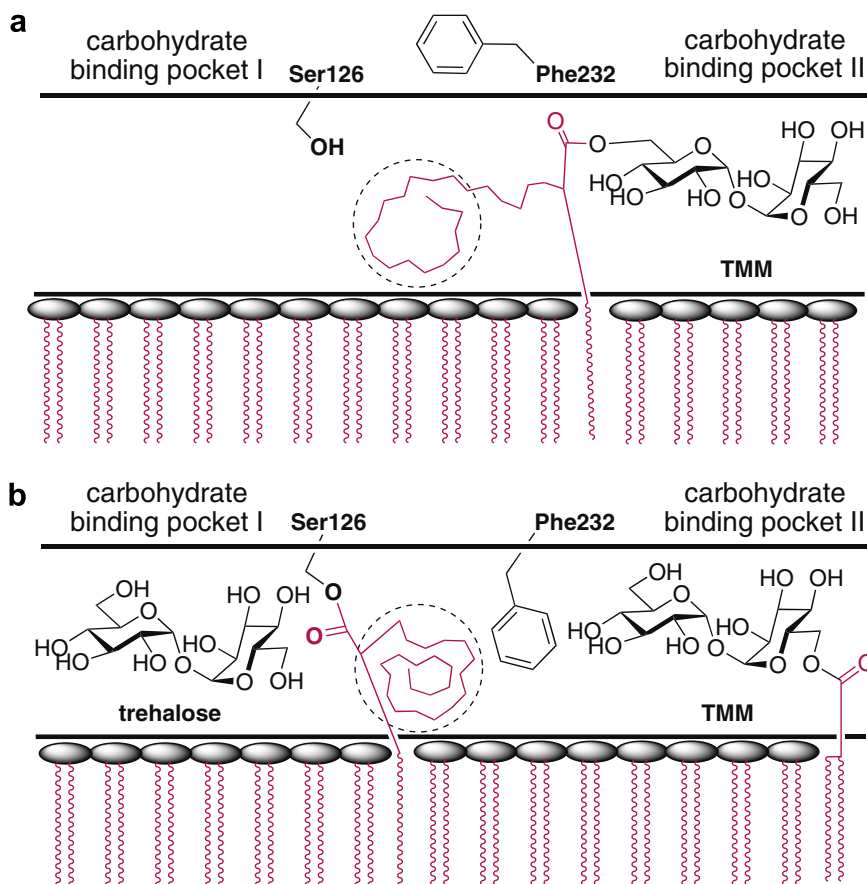 a
carbohydrate
binding pocket I
Ser126
Phe232
carbohydrate
binding pocket II
OH
O
O
O
HO
HO
HO
O
HO
HO
OH
HO
O
OH
TMM
b
carbohydrate
binding pocket I
Ser126
Phe232
carbohydrate
binding pocket II
OH
O
HO
HO
HO
O
HO
HO
OH
O
OH
O
O
trehalose
HO
O
HO
HO
HO
O
HO
HO
OH
O
O
O
TMM